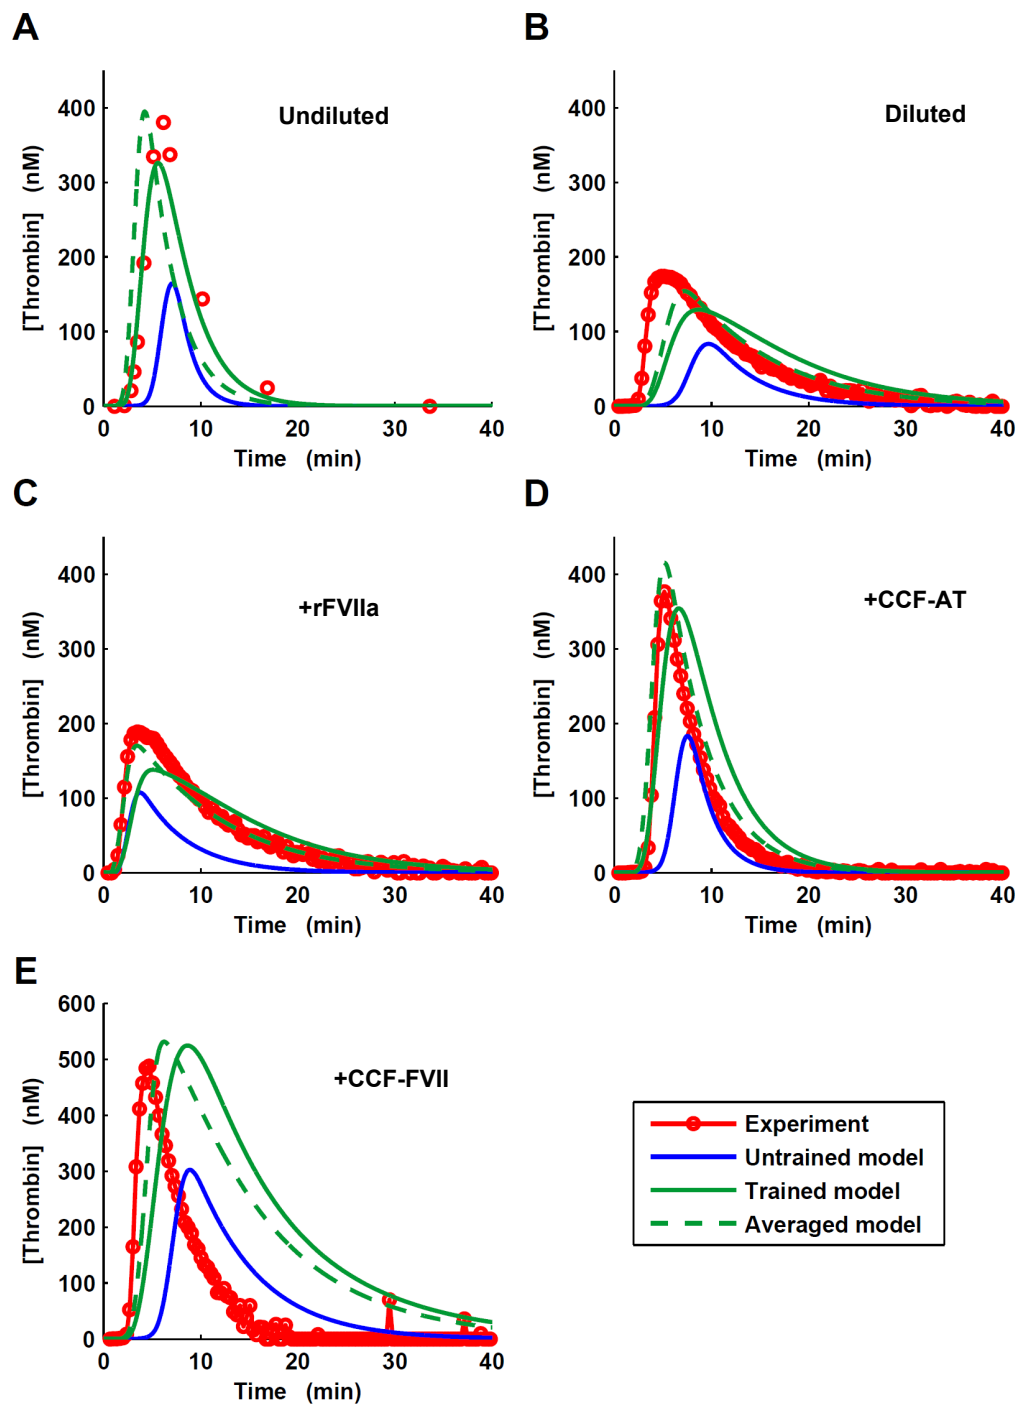 A
Undiluted
400
300
200
100
0
0 10 20 30 40
[Thrombin] (nM)
Time (min)
B
Diluted
400
300
200
100
0
0 10 20 30 40
[Thrombin] (nM)
Time (min)
C
+rFVIIa
400
300
200
100
0
0 10 20 30 40
[Thrombin] (nM)
Time (min)
D
+CCF-AT
400
300
200
100
0
0 10 20 30 40
[Thrombin] (nM)
Time (min)
E
+CCF-FVII
600
500
400
300
200
100
0
0 10 20 30 40
[Thrombin] (nM)
Time (min)
Experiment
Untrained model
Trained model
Averaged model